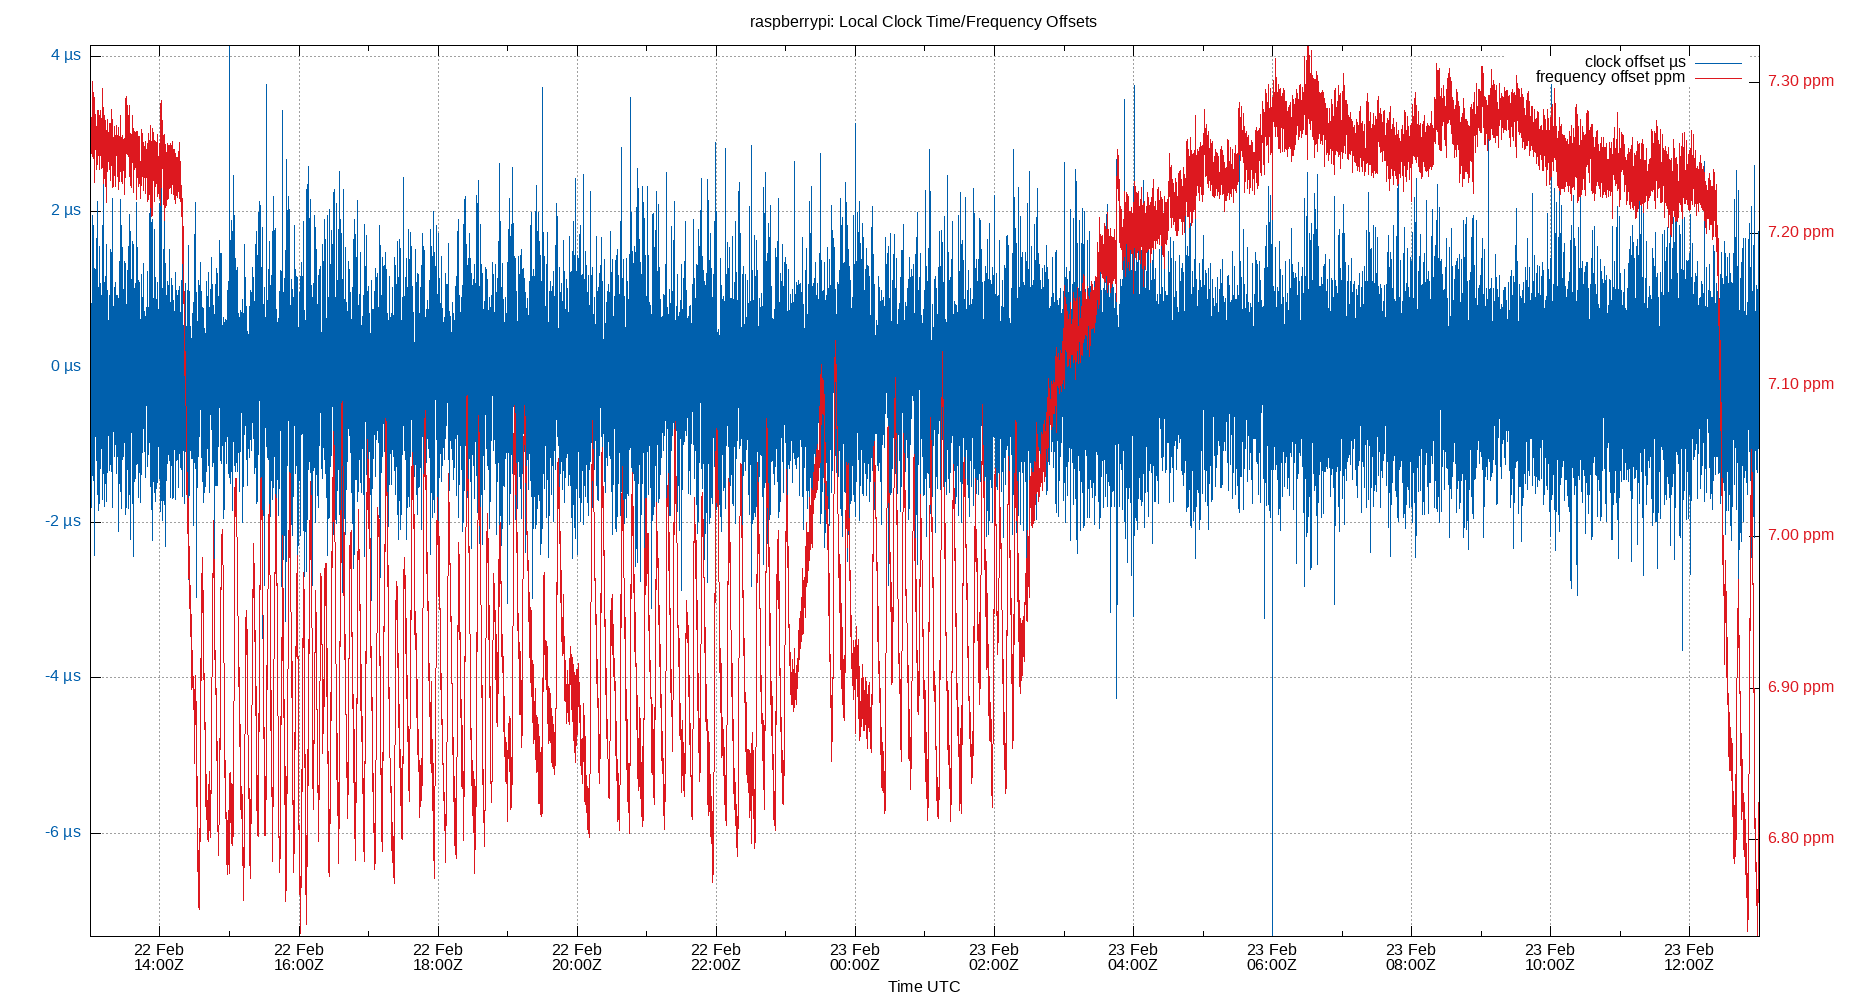 raspberrypi: Local Clock Time/Frequency Offsets
clock offset µs
frequency offset ppm
4 µs
2 µs
0 µs
-2 µs
-4 µs
-6 µs
7.30 ppm
7.20 ppm
7.10 ppm
7.00 ppm
6.90 ppm
6.80 ppm
22 Feb
14:00Z
22 Feb
16:00Z
22 Feb
18:00Z
22 Feb
20:00Z
22 Feb
22:00Z
23 Feb
00:00Z
23 Feb
02:00Z
23 Feb
04:00Z
23 Feb
06:00Z
23 Feb
08:00Z
23 Feb
10:00Z
23 Feb
12:00Z
Time UTC